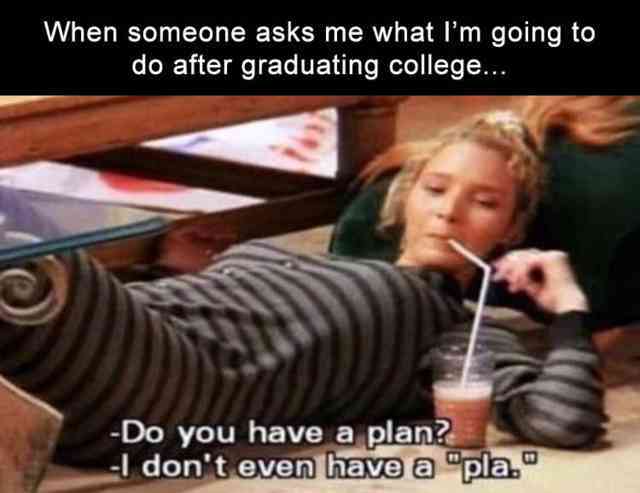 When someone asks me what I’m going to
do after graduating college...
-Do you have a plan?
-I don't even have a "pla."